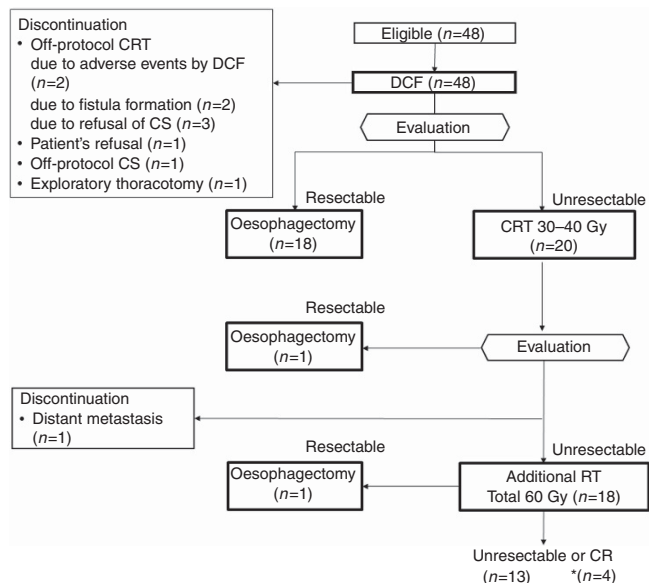 Discontinuation
• Off-protocol CRT
due to adverse events by DCF
(n=2)
due to fistula formation (n=2)
due to refusal of CS (n=3)
• Patient's refusal (n=1)
• Off-protocol CS (n=1)
• Exploratory thoracotomy (n=1)
Eligible (n=48)
DCF (n=48)
Evaluation
Resectable
Unresectable
Oesophagectomy
(n=18)
CRT 30–40 Gy
(n=20)
Resectable
Oesophagectomy
(n=1)
Evaluation
Discontinuation
• Distant metastasis
(n=1)
Resectable
Unresectable
Oesophagectomy
(n=1)
Additional RT
Total 60 Gy (n=18)
Unresectable or CR
(n=13) *(n=4)